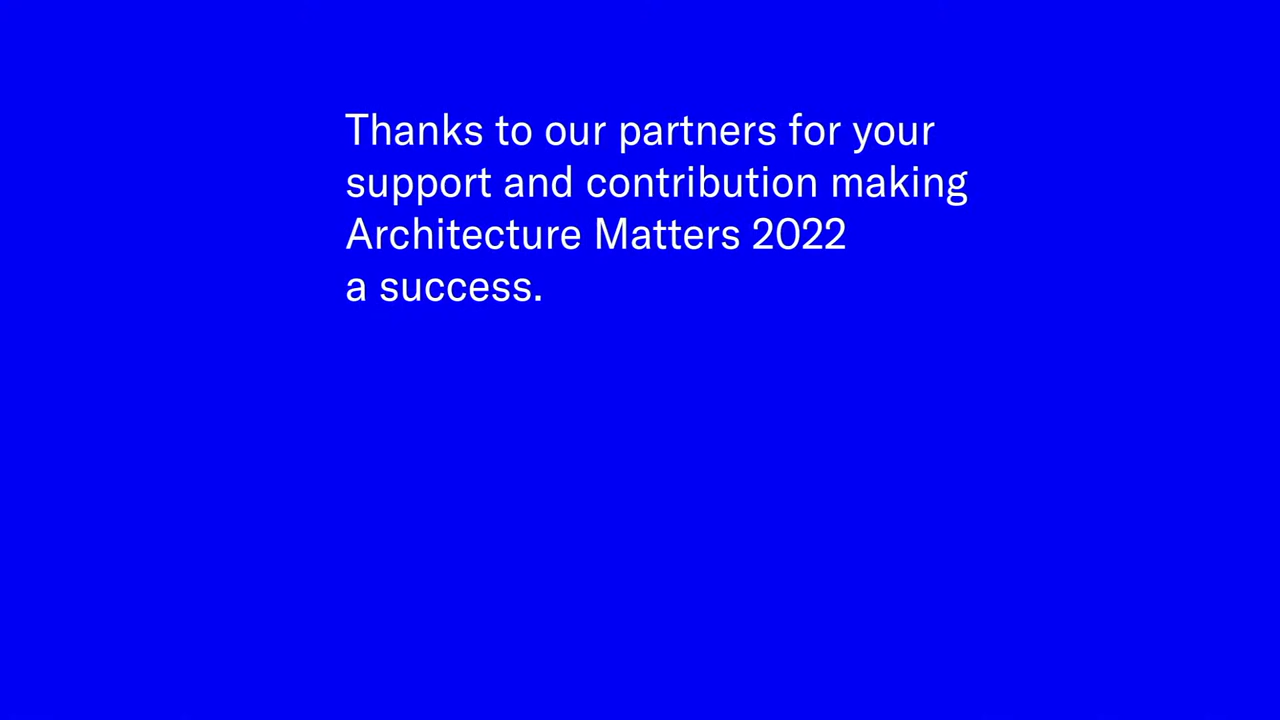 Thanks to our partners for your
support and contribution making
Architecture Matters 2022
a success.